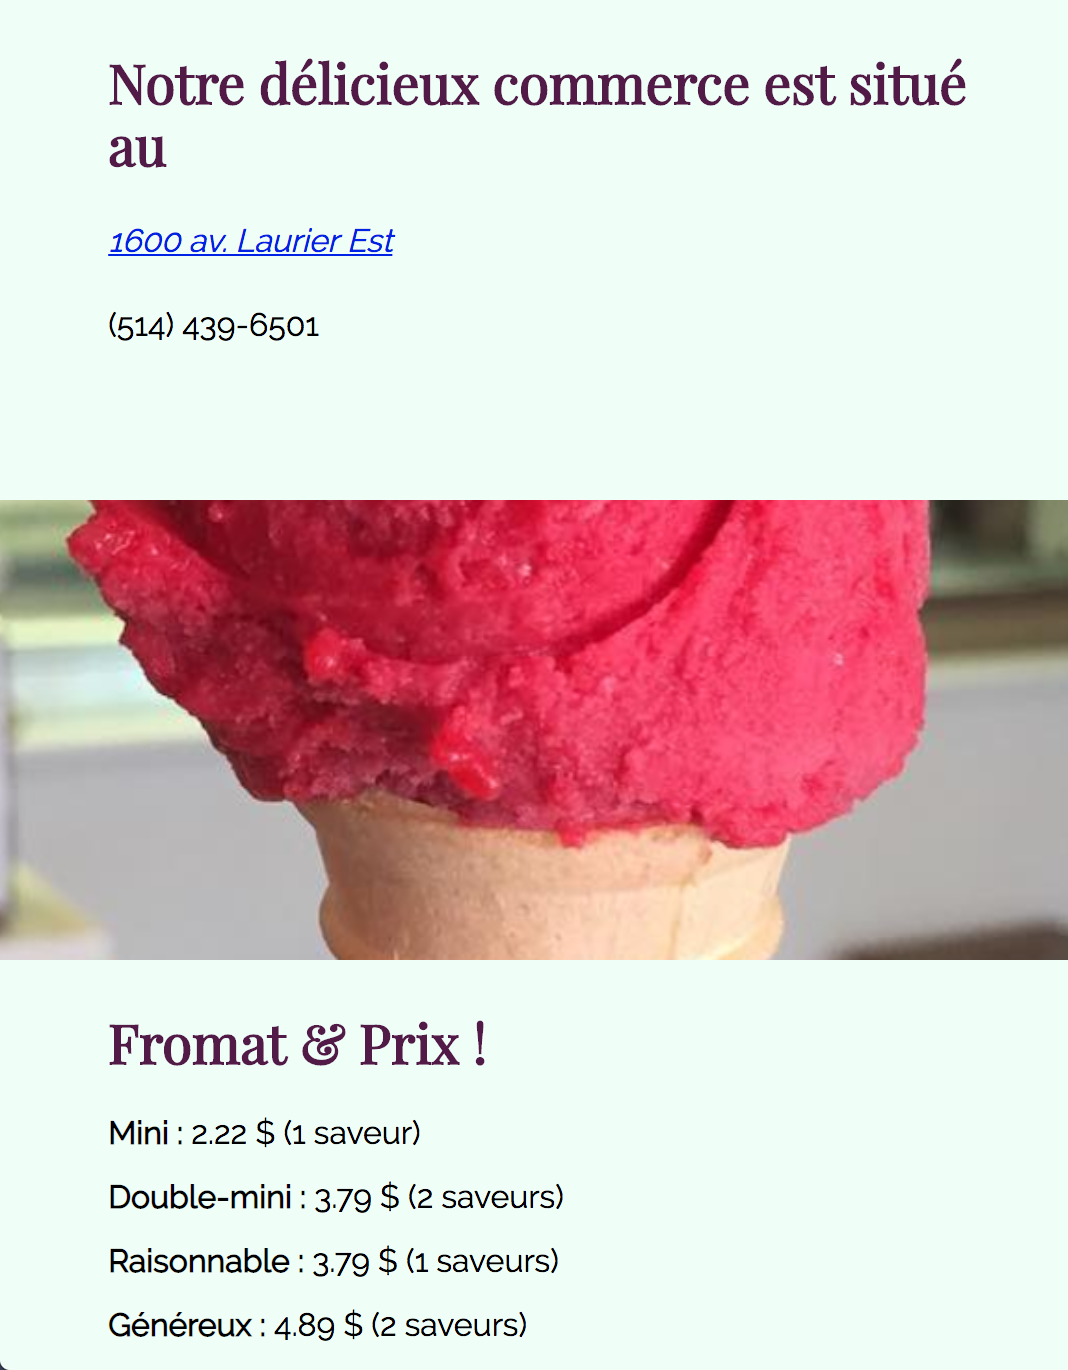 Notre délicieux commerce est situé
au
1600 av. Laurier Est
(514) 439-6501
Fromat & Prix !
Mini : 2.22 $ (1 saveur)
Double-mini : 3.79 $ (2 saveurs)
Raisonnable : 3.79 $ (1 saveurs)
Généreux : 4.89 $ (2 saveurs)